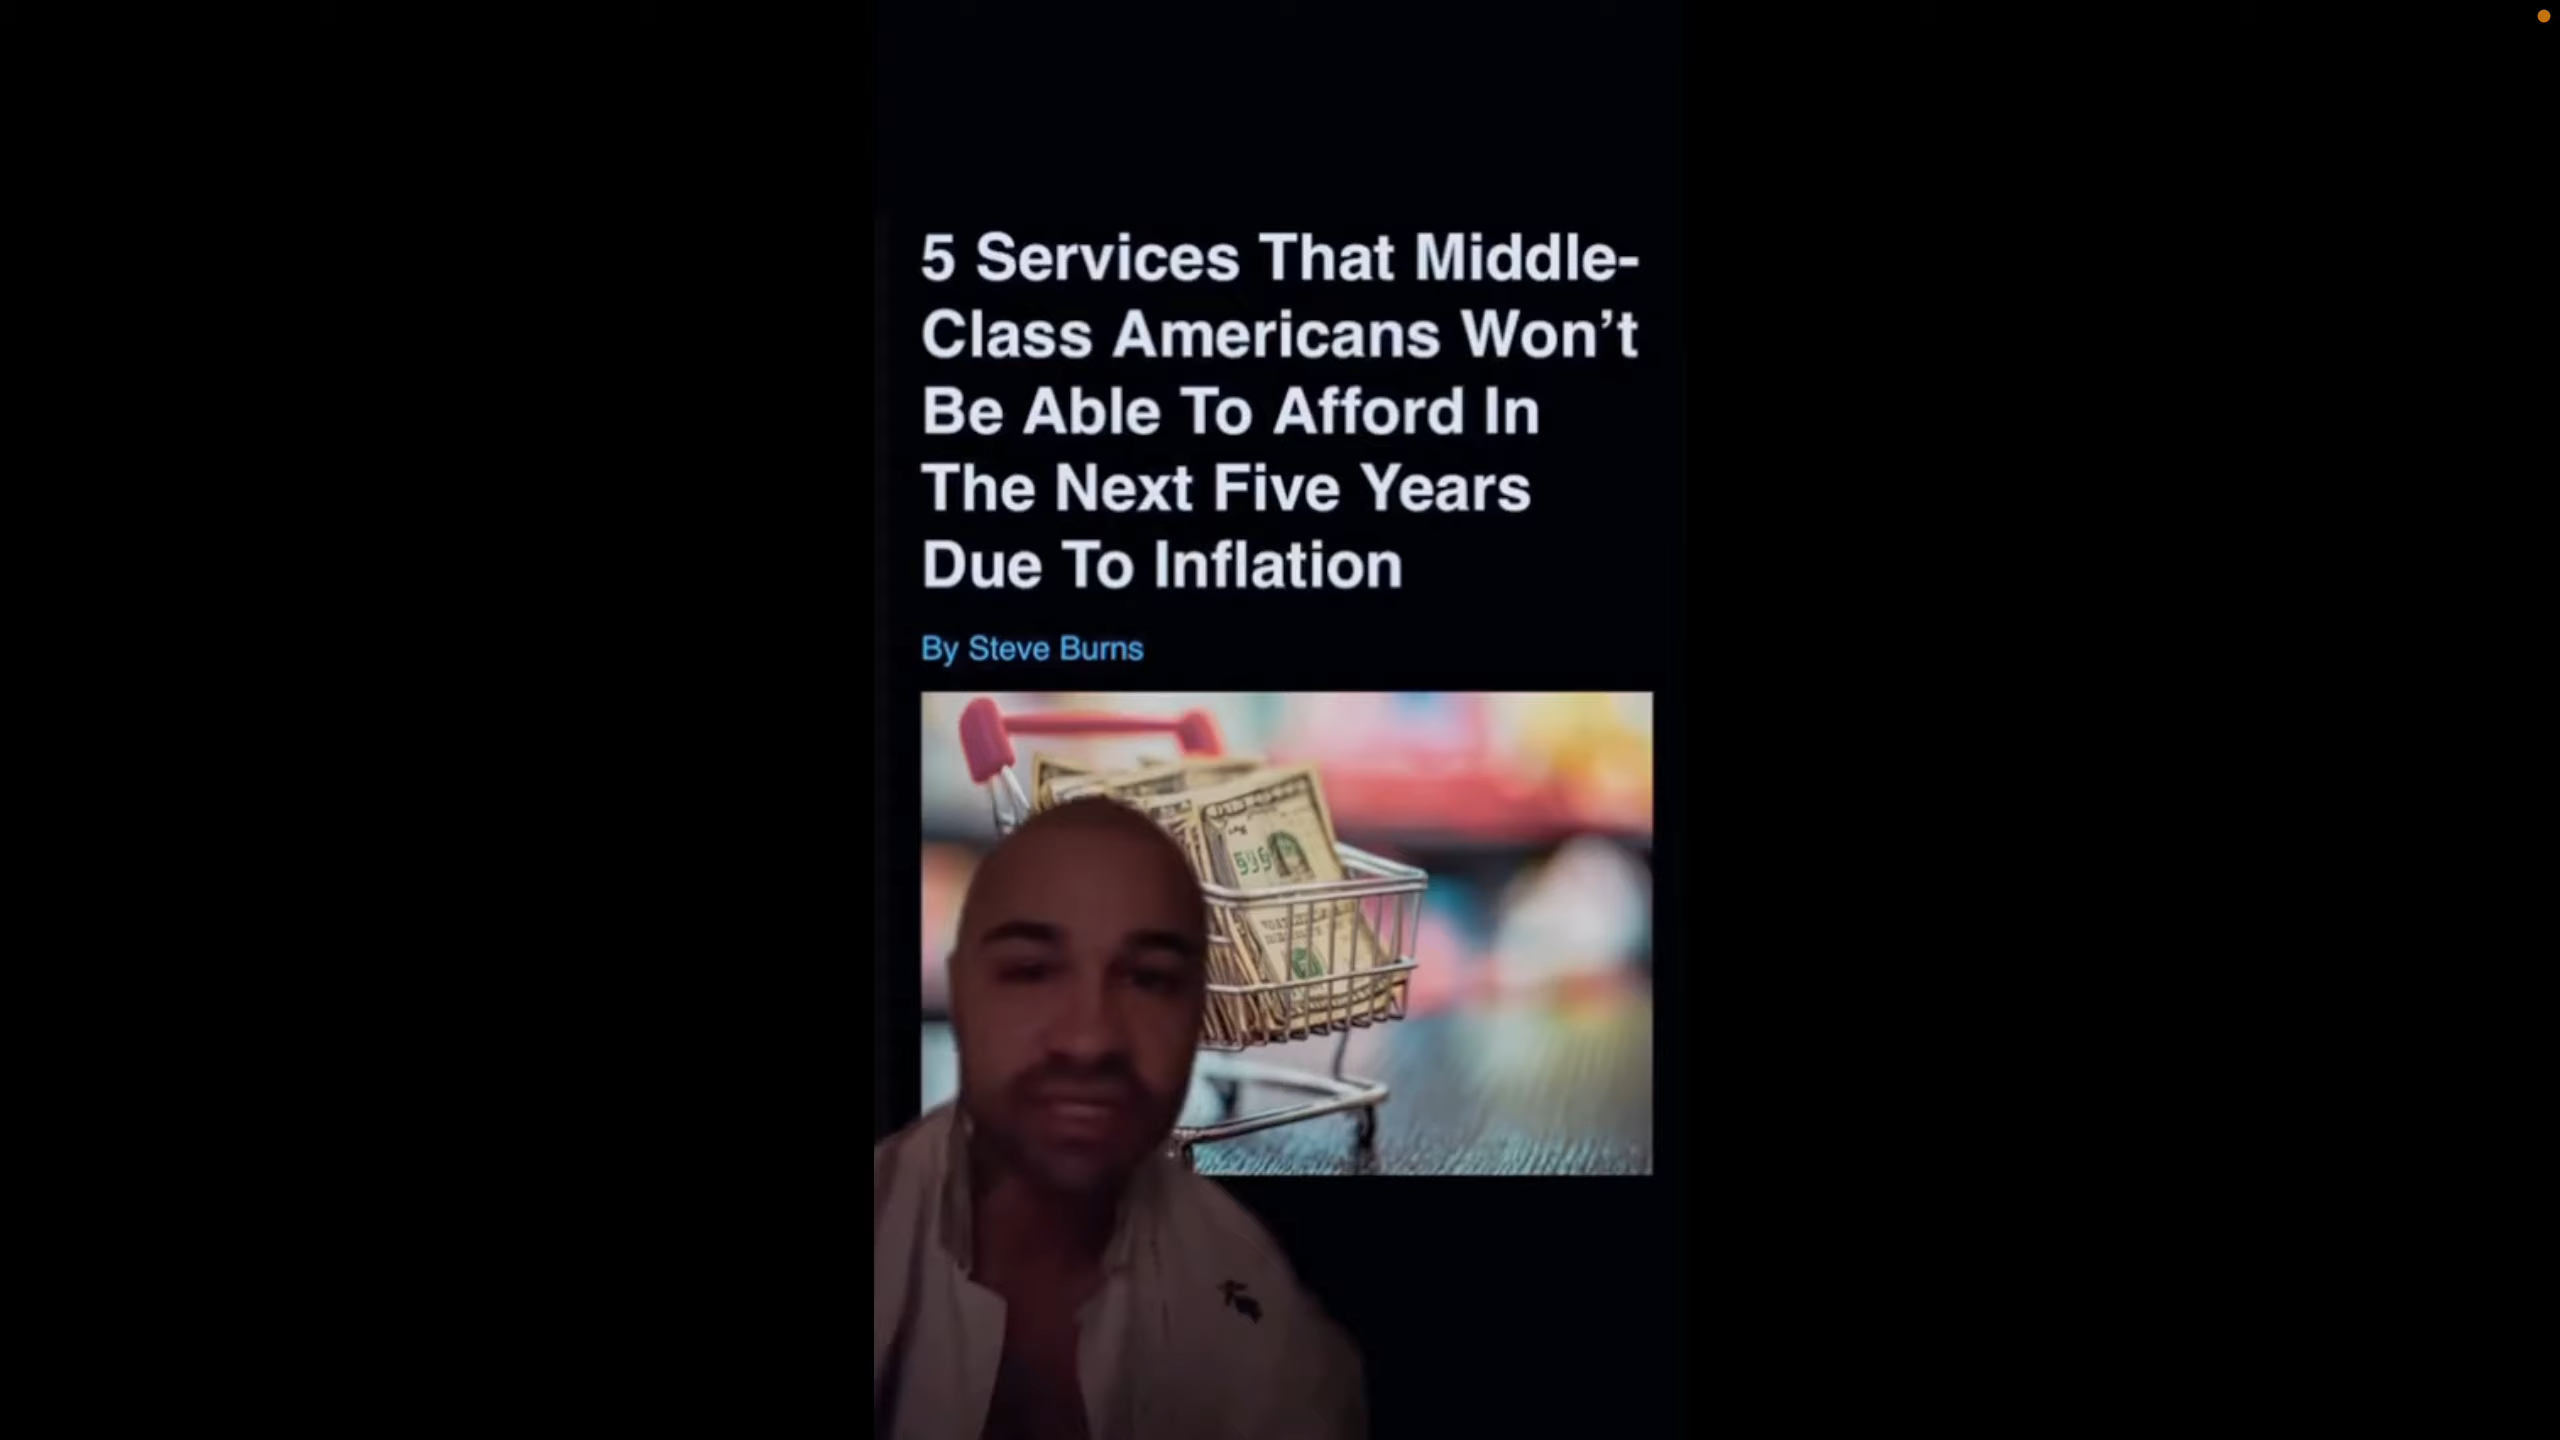 5 Services That Middle-
Class Americans Won’t
Be Able To Afford In
The Next Five Years
Due To Inflation
By Steve Burns